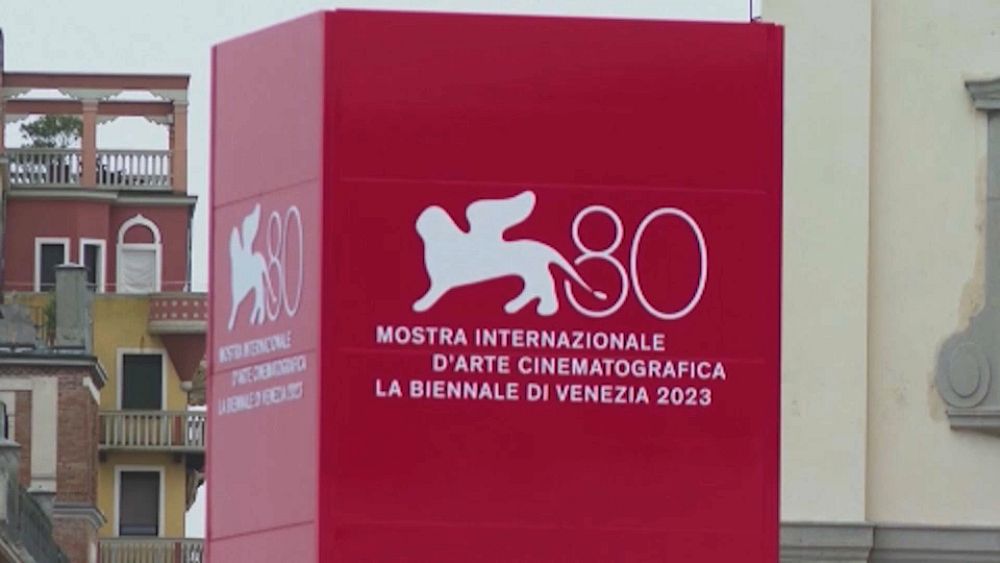 80
MOSTRA INTERNAZIONALE
D'ARTE CINEMATOGRAFICA
LA BIENNALE DI VENEZIA 2023
80
MOSTRA INTERNAZIONALE
D'ARTE CINEMATOGRAFICA
LA BIENNALE DI VENEZIA 2023